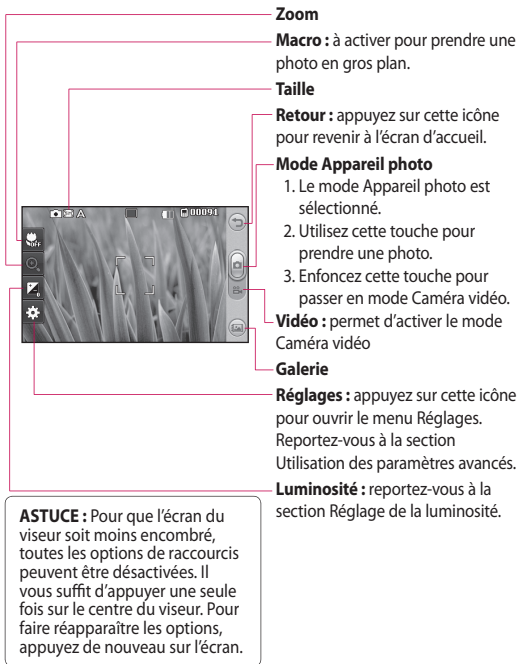 Zoom
Macro : à activer pour prendre une
photo en gros plan.
Taille
Retour : appuyez sur cette icône
pour revenir à l'écran d'accueil.
Mode Appareil photo
1. Le mode Appareil photo est
sélectionné.
2. Utilisez cette touche pour
prendre une photo.
3. Enfoncez cette touche pour
passer en mode Caméra vidéo.
Vidéo : permet d'activer le mode
Caméra vidéo
Galerie
Réglages : appuyez sur cette icône
pour ouvrir le menu Réglages.
Reportez-vous à la section
Utilisation des paramètres avancés.
Luminosité : reportez-vous à la
section Réglage de la luminosité.
A 00094
OFF
0
ASTUCE : Pour que l'écran du
viseur soit moins encombré,
toutes les options de raccourcis
peuvent être désactivées. Il
vous suffit d'appuyer une seule
fois sur le centre du viseur. Pour
faire réapparaître les options,
appuyez de nouveau sur l'écran.